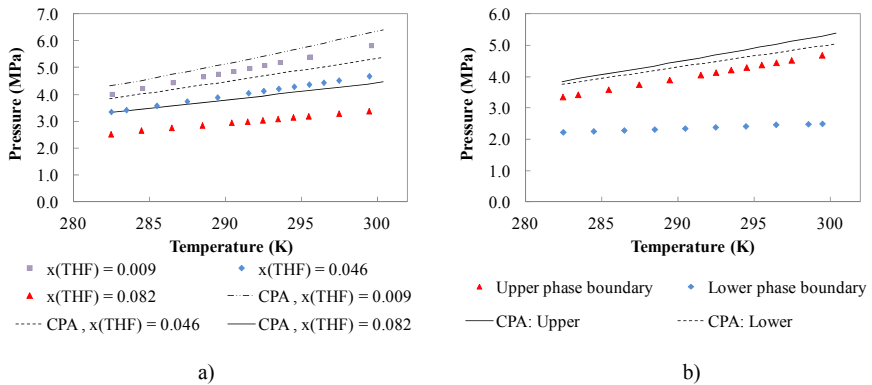 7.0
6.0
5.0
4.0
3.0
2.0
1.0
0.0
Pressure (MPa)
280 285 290 295 300
Temperature (K)
x(THF) = 0.009 x(THF) = 0.046
x(THF) = 0.082 CPA , x(THF) = 0.009
CPA , x(THF) = 0.046 CPA , x(THF) = 0.082
a)
6.0
5.0
4.0
3.0
2.0
1.0
0.0
Pressure (MPa)
280 285 290 295 300
Temperature (K)
Upper phase boundary Lower phase boundary
CPA: Upper CPA: Lower
b)